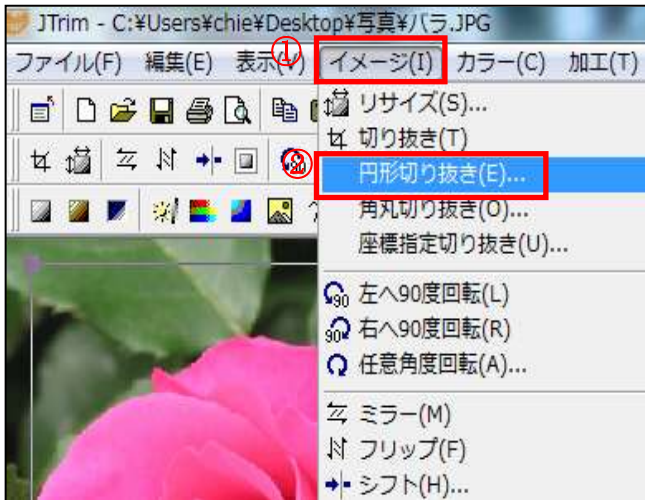 JTrim - C:¥Users¥chie¥Desktop¥写真¥バラ.JPG
ファイル(F) 編集(E) 表示(V) ① イメージ(I) カラー(C) 加工(T)
リサイズ(S)...
切り抜き(T)
② 円形切り抜き(E)...
角丸切り抜き(O)...
座標指定切り抜き(U)...
90 左へ90度回転(L)
90 右へ90度回転(R)
任意角度回転(A)...
ミラー(M)
フリップ(F)
シフト(H)...